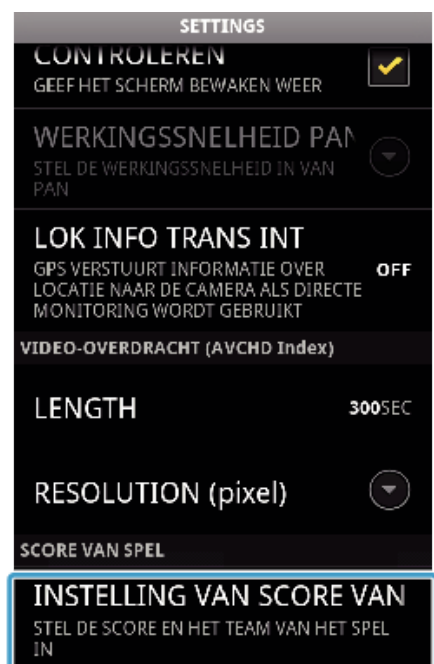 SETTINGS
CONTROLEREN
GEEF HET SCHERM BEWAKEN WEER
WERKINGSSNELHEID PAN
STEL DE WERKINGSSNELHEID IN VAN
PAN
LOK INFO TRANS INT
GPS VERSTUURT INFORMATIE OVER
LOCATIE NAAR DE CAMERA ALS DIRECTE
MONITORING WORDT GEBRUIKT
OFF
VIDEO-OVERDRACHT (AVCHD Index)
LENGTH
300SEC
RESOLUTION (pixel)
SCORE VAN SPEL
INSTELLING VAN SCORE VAN
STEL DE SCORE EN HET TEAM VAN HET SPEL
IN